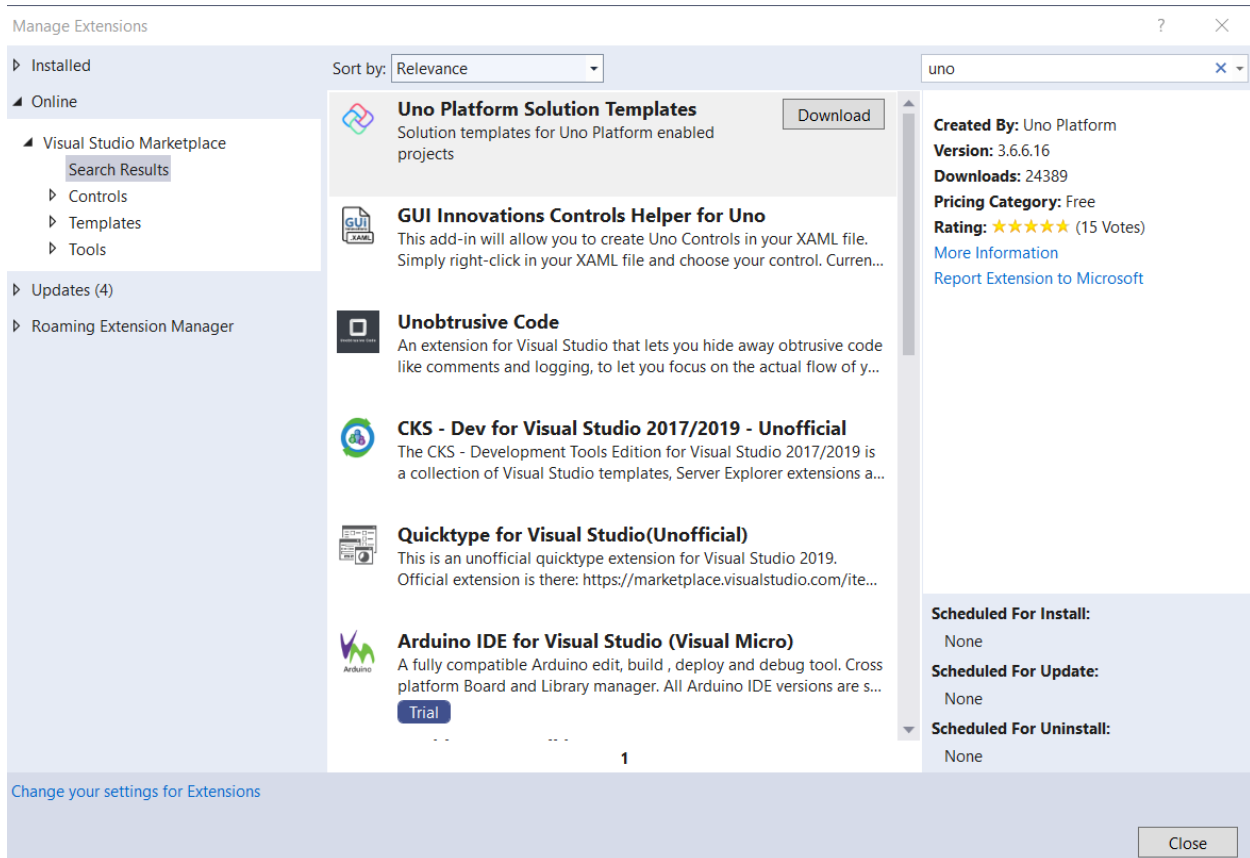 Manage Extensions
?
Installed
Online
Visual Studio Marketplace
Search Results
Controls
Templates
Tools
Updates (4)
Roaming Extension Manager
Sort by: Relevance
uno
Uno Platform Solution Templates
Download
Solution templates for Uno Platform enabled
projects
GUI
.XAML
GUI Innovations Controls Helper for Uno
This add-in will allow you to create Uno Controls in your XAML file.
Simply right-click in your XAML file and choose your control. Curren...
Unobtrusive Code
An extension for Visual Studio that lets you hide away obtrusive code
like comments and logging, to let you focus on the actual flow of y...
CKS - Dev for Visual Studio 2017/2019 - Unofficial
The CKS - Development Tools Edition for Visual Studio 2017/2019 is
a collection of Visual Studio templates, Server Explorer extensions a...
Quicktype for Visual Studio(Unofficial)
This is an unofficial quicktype extension for Visual Studio 2019.
Official extension is there: https://marketplace.visualstudio.com/ite...
Arduino
Arduino IDE for Visual Studio (Visual Micro)
A fully compatible Arduino edit, build , deploy and debug tool. Cross
platform Board and Library manager. All Arduino IDE versions are s...
Trial
1
Created By: Uno Platform
Version: 3.6.6.16
Downloads: 24389
Pricing Category: Free
Rating: (15 Votes)
More Information
Report Extension to Microsoft
Scheduled For Install:
None
Scheduled For Update:
None
Scheduled For Uninstall:
None
Change your settings for Extensions
Close